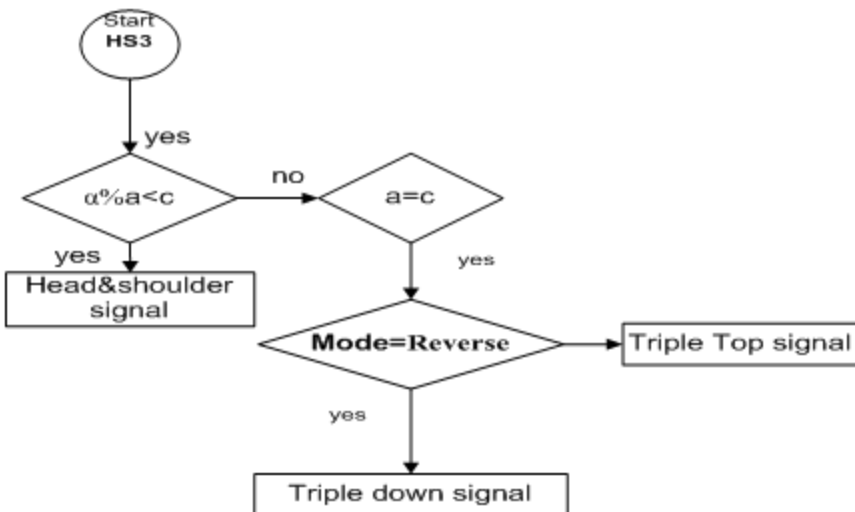 Start
HS3
yes
α%a<c
no
a=c
yes
Head&shoulder
signal
yes
Mode=Reverse
Triple Top signal
yes
Triple down signal